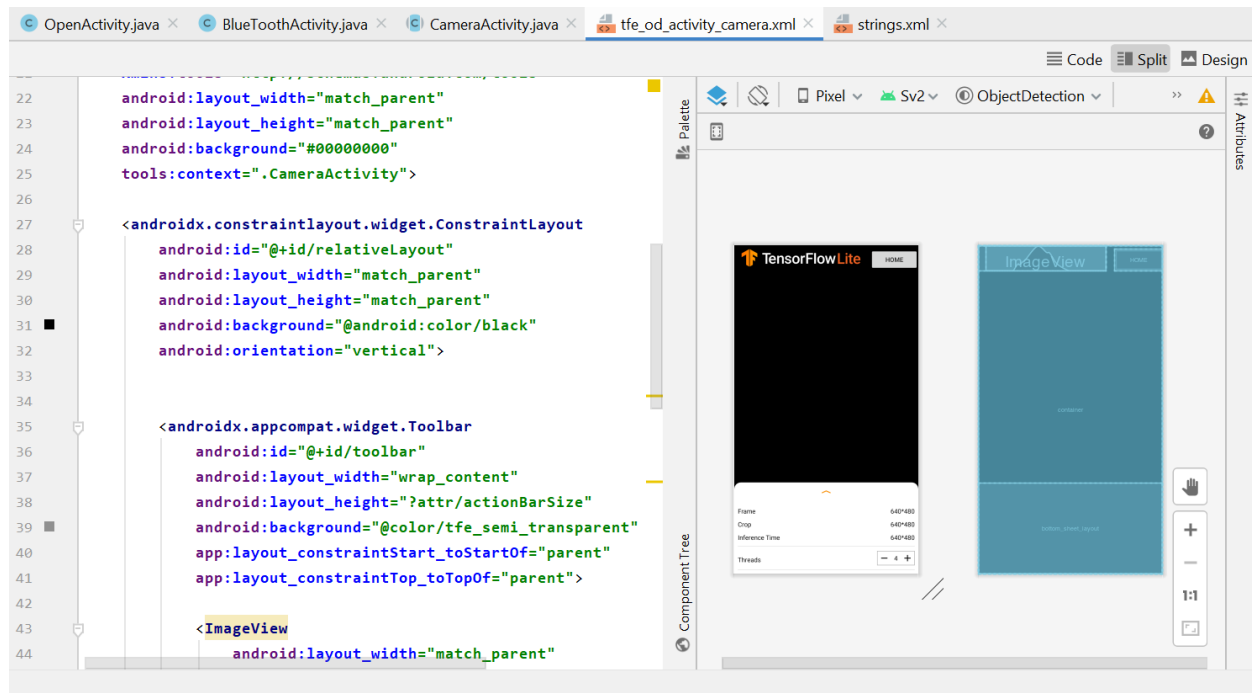 OpenActivity.java
BlueToothActivity.java
CameraActivity.java
tfe_od_activity_camera.xml
strings.xml
Code
Split
Design
22 android:layout_width="match_parent"
23 android:layout_height="match_parent"
24 android:background="#00000000"
25 tools:context=".CameraActivity">
26
27 <androidx.constraintlayout.widget.ConstraintLayout
28 android:id="@+id/relativeLayout"
29 android:layout_width="match_parent"
30 android:layout_height="match_parent"
31 android:background="@android:color/black"
32 android:orientation="vertical">
33
34
35 <androidx.appcompat.widget.Toolbar
36 android:id="@+id/toolbar"
37 android:layout_width="wrap_content"
38 android:layout_height="?attr/actionBarSize"
39 android:background="@color/tfe_semi_transparent"
40 app:layout_constraintStart_toStartOf="parent"
41 app:layout_constraintTop_toTopOf="parent">
42
43 <ImageView
44 android:layout_width="match_parent"
Palette
Component Tree
Pixel
Sv2
ObjectDetection
Attributes
TensorFlowLite
HOME
Frame 640*480
Crop 640*480
Inference Time 640*480
Threads 4
ImageView
HOME
container
bottom_sheet_layout
1:1